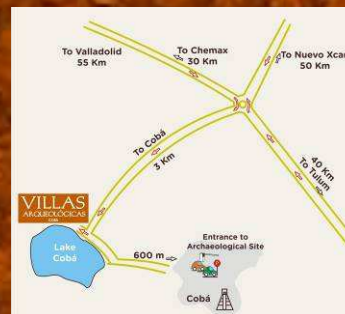 To Valladolid
55 Km
To Chemax
30 Km
To Nuevo Xcan
50 Km
To Cobá
3 Km
40 Km
To Tulum
VILLAS
ARQUEOLÓGICAS
Lake
Cobá
600 m
Entrance to
Archaeological Site
P
Cobá